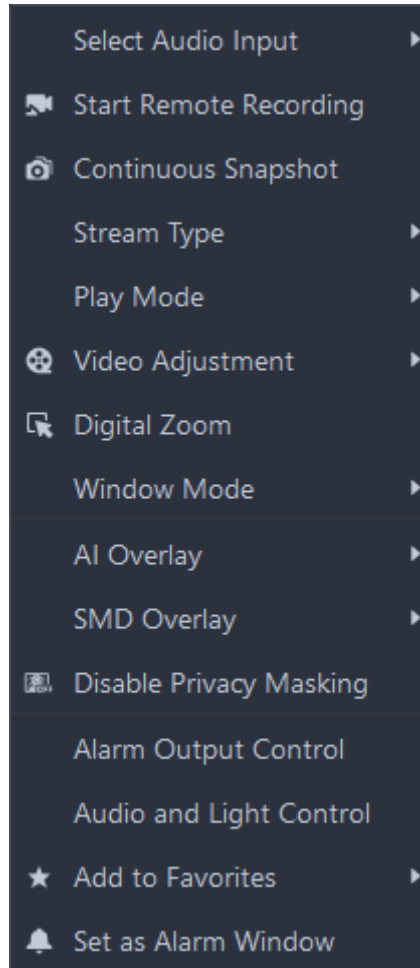 Select Audio Input
Start Remote Recording
Continuous Snapshot
Stream Type
Play Mode
Video Adjustment
Digital Zoom
Window Mode
AI Overlay
SMD Overlay
Disable Privacy Masking
Alarm Output Control
Audio and Light Control
Add to Favorites
Set as Alarm Window